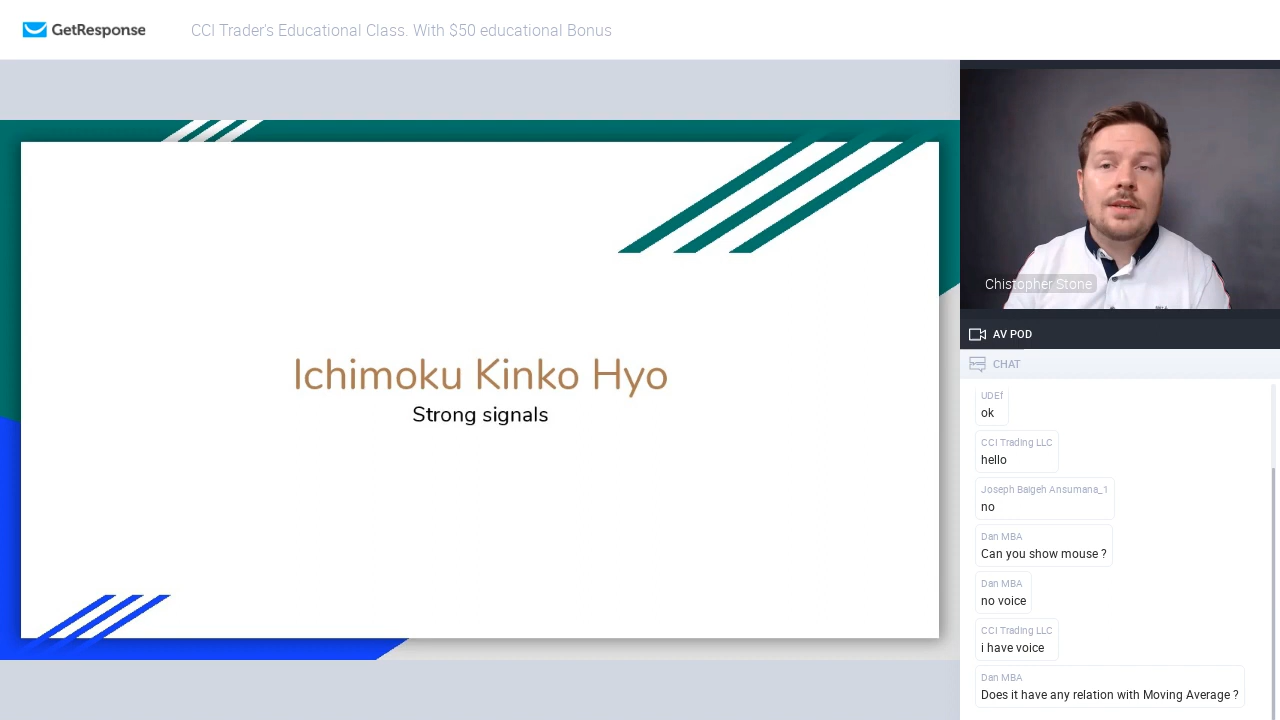 GetResponse
CCI Trader's Educational Class. With $50 educational Bonus
Ichimoku Kinko Hyo
Strong signals
Chistopher Stone
AV POD
CHAT
UDEf
ok
CCI Trading LLC
hello
Joseph Baigeh Ansumana_1
no
Dan MBA
Can you show mouse ?
Dan MBA
no voice
CCI Trading LLC
i have voice
Dan MBA
Does it have any relation with Moving Average ?